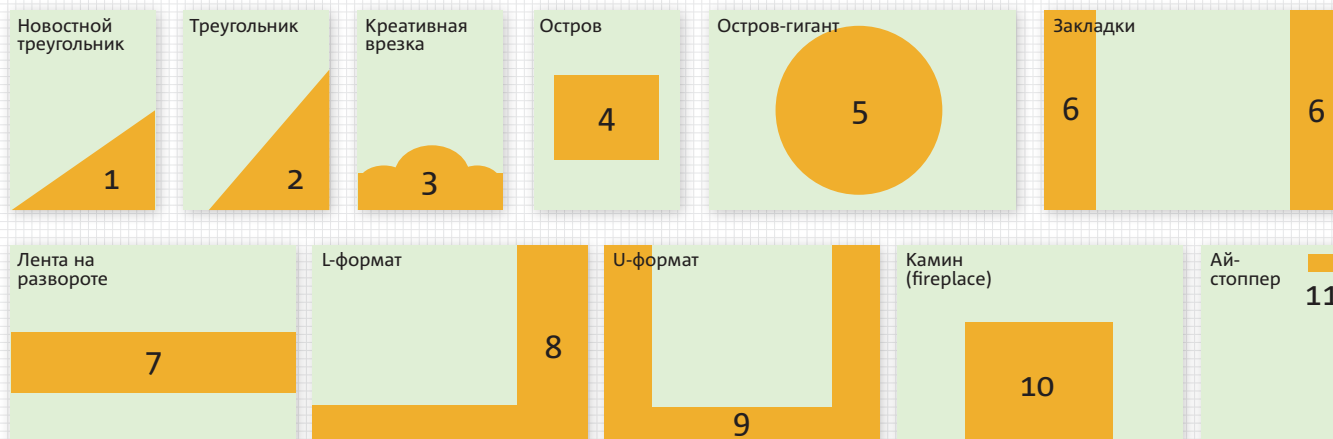 Новостной
треугольник
Треугольник
Креативная
врезка
Остров
Остров-гигант
Закладки
1
2
3
4
5
6
6
Лента на
развороте
L-формат
U-формат
Камин
(fireplace)
Ай-
стоппер
7
8
9
10
11